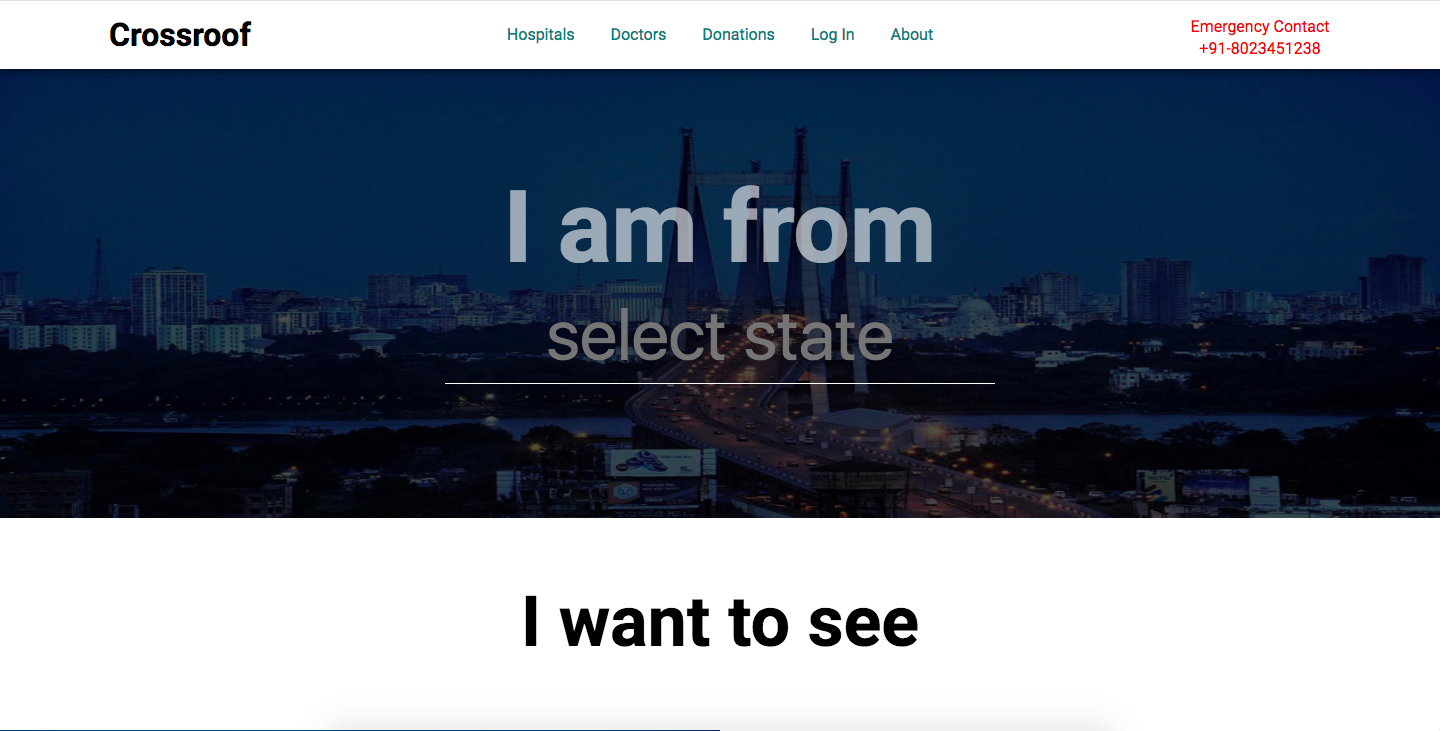 Crossroof
Hospitals
Doctors
Donations
Log In
About
Emergency Contact
+91-8023451238
I am from
select state
I want to see